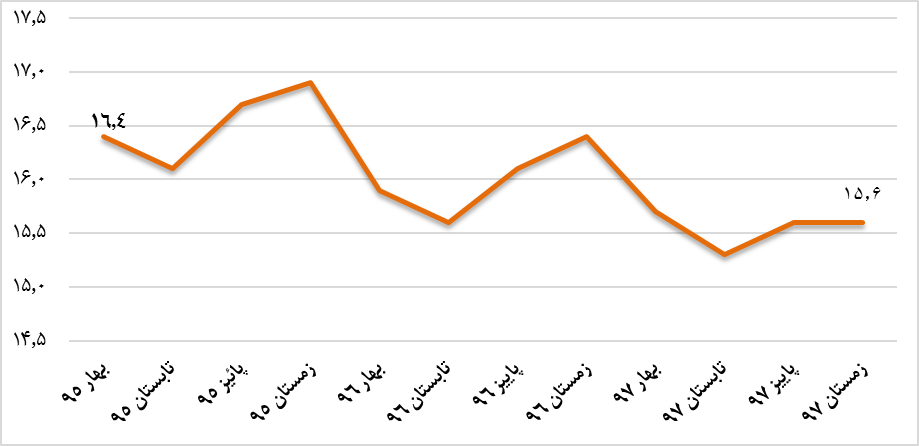 ۱۷٫۵
۱۷٫۰
۱۶٫۵
۱۶٫۰
۱۵٫۵
۱۵٫۰
۱۴٫۵
۱۶٫۴
۱۵٫۶
بهار ۹۵
تابستان ۹۵
پائیز ۹۵
زمستان ۹۵
بهار ۹۶
تابستان ۹۶
پاییز ۹۶
زمستان ۹۶
بهار ۹۷
تابستان ۹۷
پاییز ۹۷
زمستان ۹۷